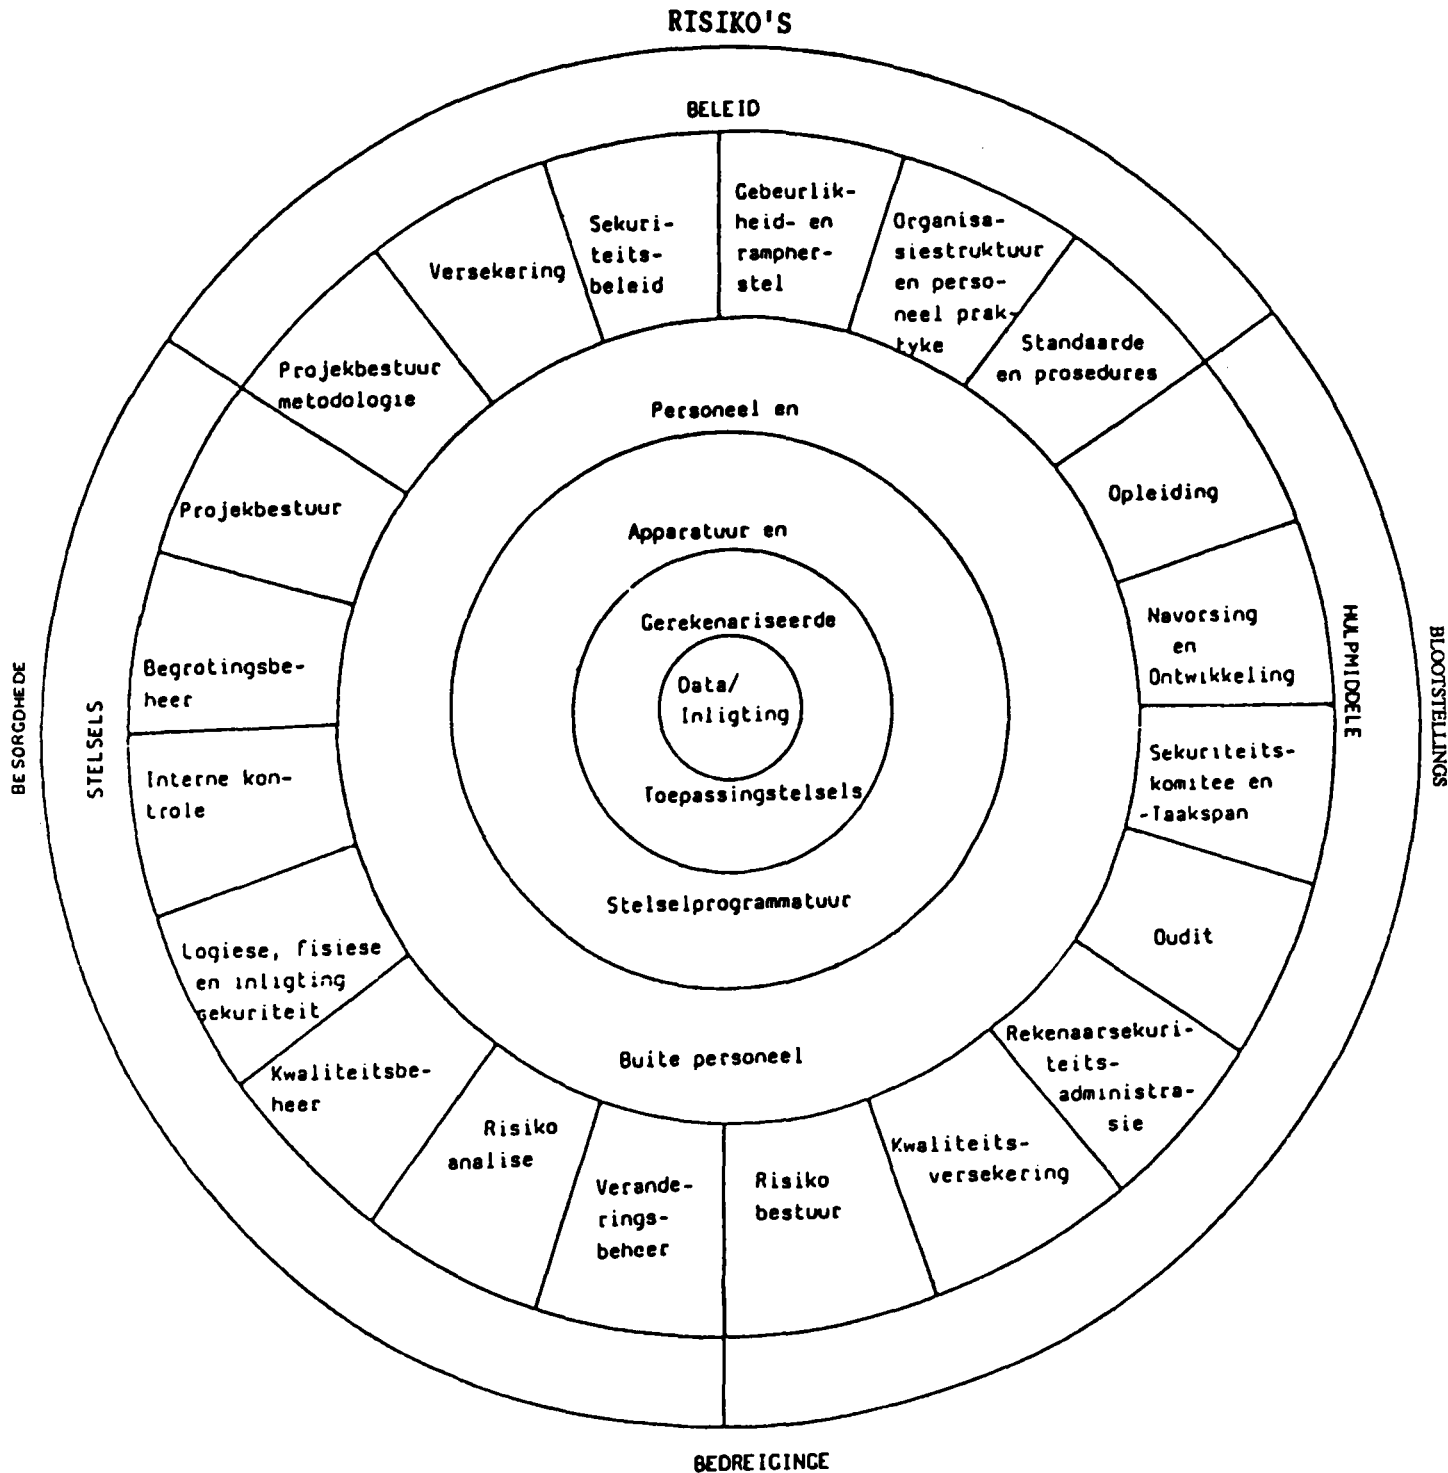 RISIKO'S
BELEID
Gebeurlik-
heid- en
rampher-
stel
Sekuri-
teits-
beleid
Organisa-
siestruktuur
en perso-
neel prak-
tyke
Versekering
Standaarde
en prosedures
Projekbestuur
metodologie
Personeel en
Opleiding
Projekbestuur
Apparatuur en
Navorsing
en
Ontwikkeling
Gerekenariseerde
Begrotingsbe-
heer
Data/
Inligting
HULPMIDDELE
BLOOTSTELLINGS
BESORGDHEDE
STELSELS
Sekuriteits-
komitee en
-Taakspan
Interne kon-
trole
Toepassingstelsels
Stelselprogrammatuur
Oudit
Logiese, fisiese
en inligting
sekuriteit
Buite personeel
Rekenaarsekuri-
teits-
administra-
sie
Kwaliteitsbe-
heer
Risiko
analise
Kwaliteits-
versekering
Verande-
rings-
beheer
Risiko
bestuur
BEDREIGINGE